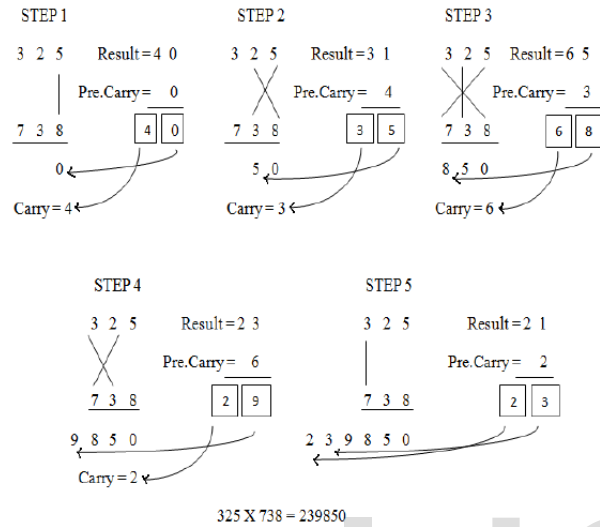 STEP 1
3 2 5 Result = 4 0
Pre.Carry = 0
7 3 8 4 0
0
Carry = 4
STEP 2
3 2 5 Result = 3 1
Pre.Carry = 4
7 3 8 3 5
5 0
Carry = 3
STEP 3
3 2 5 Result = 6 5
Pre.Carry = 3
7 3 8 6 8
8 5 0
Carry = 6
STEP 4
3 2 5 Result = 2 3
Pre.Carry = 6
7 3 8 2 9
9 8 5 0
Carry = 2
STEP 5
3 2 5 Result = 2 1
Pre.Carry = 2
7 3 8 2 3
2 3 9 8 5 0
325 X 738 = 239850